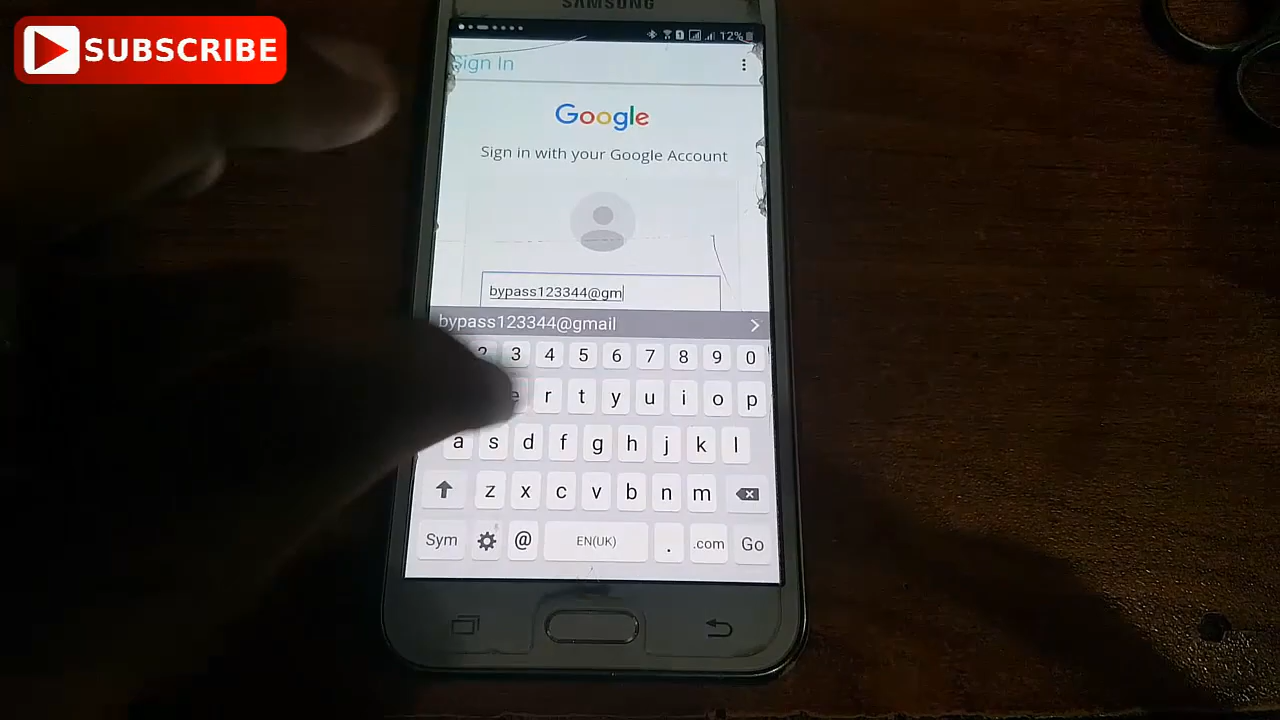 SUBSCRIBE
SAMSUNG
12%
Sign In
Google
Sign in with your Google Account
bypass123344@gm
bypass123344@gmail
2 3 4 5 6 7 8 9 0
e r t y u i o p
a s d f g h j k l
z x c v b n m
Sym @ EN(UK) . .com Go